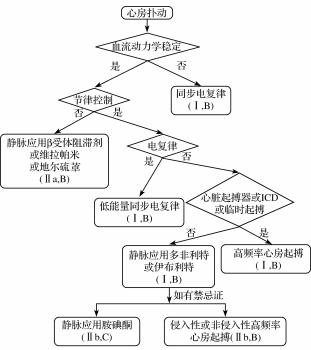 心房扑动
血流动力学稳定
是
否
节律控制
同步电复律
(Ⅰ,B)
否
是
静脉应用β受体阻滞剂
或维拉帕米
或地尔硫䓬
(Ⅱa,B)
电复律
是
否
低能量同步电复律
(Ⅰ,B)
心脏起搏器或ICD
或临时起搏
否
是
静脉应用多非利特
或伊布利特
(Ⅰ,B)
高频率心房起搏
(Ⅰ,B)
如有禁忌证
静脉应用胺碘酮
(Ⅱb,C)
侵入性或非侵入性高频率
心房起搏(Ⅱb,B)